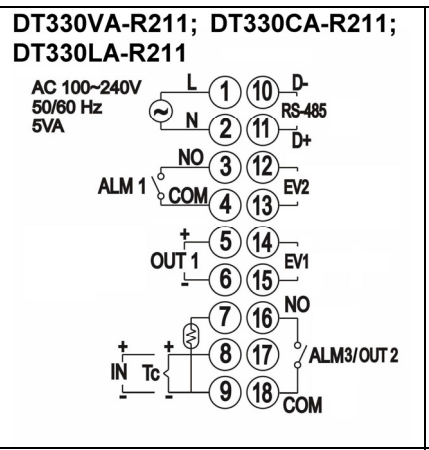 DT330VA-R211; DT330CA-R211;
DT330LA-R211
AC 100~240V
50/60 Hz
5VA
L
1
10
D-
RS-485
N
2
11
D+
NO
3
12
ALM 1
EV2
COM
4
13
+
5
14
OUT 1
EV1
-
6
15
7
16
NO
+
+
8
17
ALM3/OUT 2
IN
Tc
-
-
9
18
COM